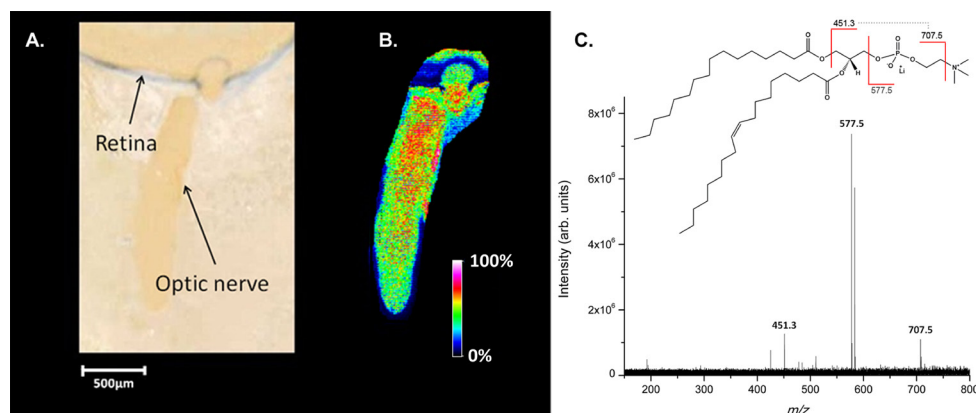 A.
Retina
Optic nerve
500µm
B.
100%
0%
C.
451.3
707.5
577.5
O
O
O
O
O
P
O
O
O
H
Li
N+
8x10⁶
6x10⁶
4x10⁶
2x10⁶
0
Intensity (arb. units)
577.5
451.3
707.5
200 300 400 500 600 700 800
m/z